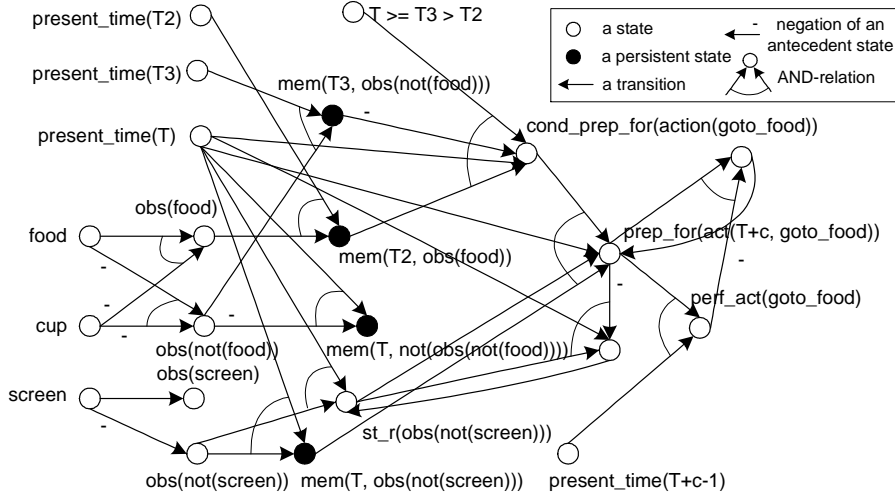 present_time(T2)
T >= T3 > T2
a state
-
negation of an
antecedent state
a persistent state
a transition
AND-relation
present_time(T3)
mem(T3, obs(not(food)))
-
present_time(T)
cond_prep_for(action(goto_food))
obs(food)
food
-
mem(T2, obs(food))
prep_for(act(T+c, goto_food))
-
-
-
perf_act(goto_food)
cup
-
-
obs(not(food))
mem(T, not(obs(not(food))))
obs(screen)
screen
-
st_r(obs(not(screen)))
obs(not(screen))
mem(T, obs(not(screen)))
present_time(T+c-1)